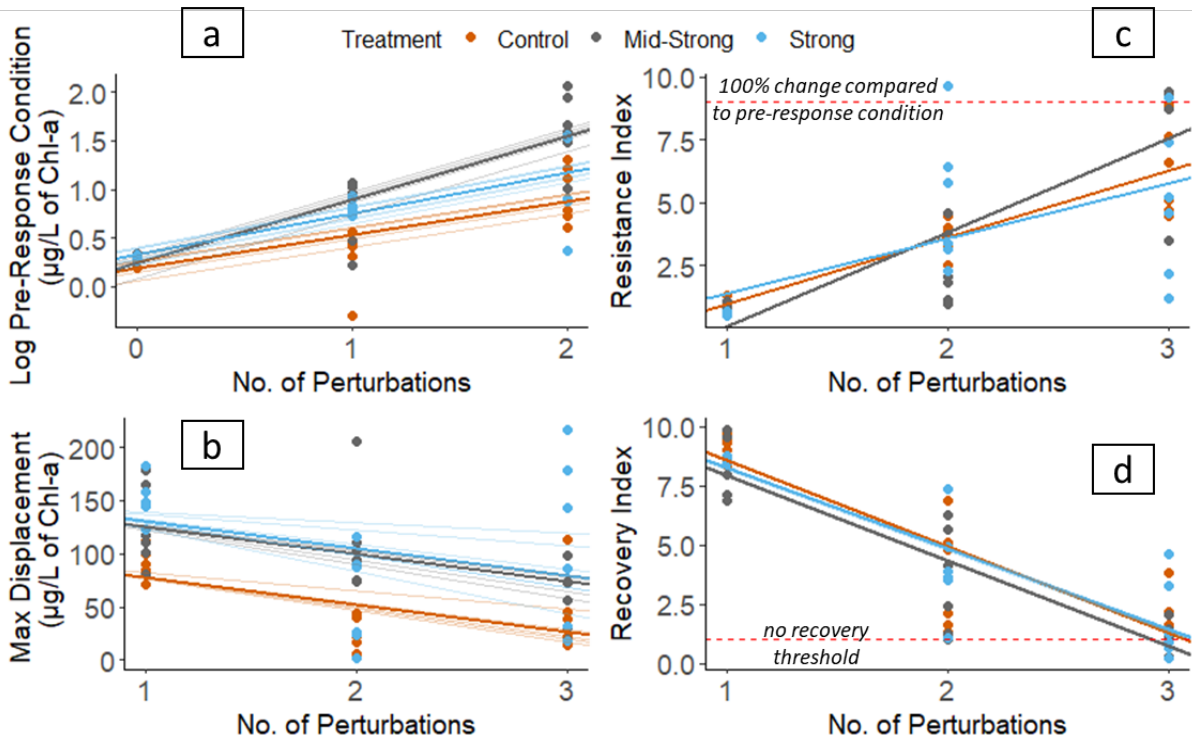 a
Treatment Control Mid-Strong Strong
c
Log Pre-Response Condition
(µg/L of Chl-a)
2.0
1.5
1.0
0.5
0.0
0 1 2
No. of Perturbations
Resistance Index
10.0
7.5
5.0
2.5
100% change compared
to pre-response condition
1 2 3
No. of Perturbations
b
Max Displacement
(µg/L of Chl-a)
200
150
100
50
0
1 2 3
No. of Perturbations
d
Recovery Index
10.0
7.5
5.0
2.5
0.0
no recovery
threshold
1 2 3
No. of Perturbations